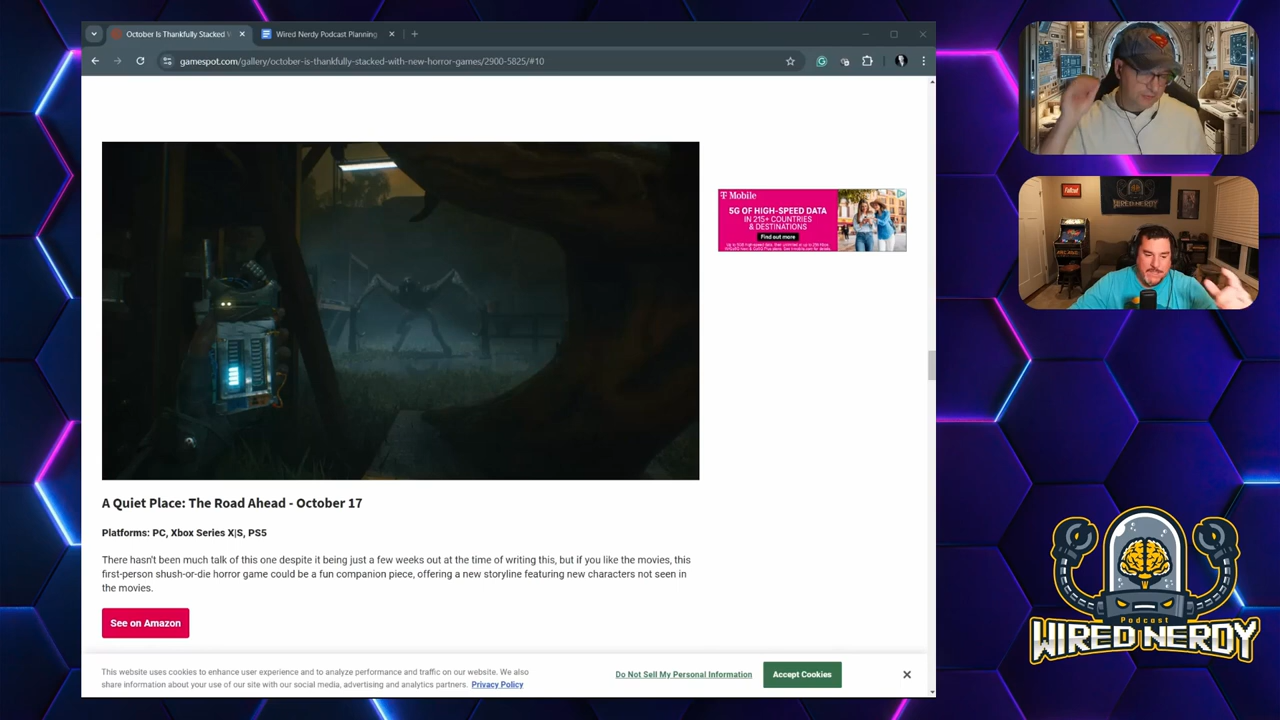 October Is Thankfully Stacked W
Wired Nerdy Podcast Planning
gamespot.com/gallery/october-is-thankfully-stacked-with-new-horror-games/2900-5825/#10
T Mobile
5G OF HIGH-SPEED DATA
IN 215+ COUNTRIES
& DESTINATIONS
Find out more
A Quiet Place: The Road Ahead - October 17
Platforms: PC, Xbox Series X|S, PS5
There hasn't been much talk of this one despite it being just a few weeks out at the time of writing this, but if you like the movies, this
first-person shush-or-die horror game could be a fun companion piece, offering a new storyline featuring new characters not seen in
the movies.
See on Amazon
This website uses cookies to enhance user experience and to analyze performance and traffic on our website. We also
share information about your use of our site with our social media, advertising and analytics partners. Privacy Policy
Do Not Sell My Personal Information
Accept Cookies
Fallout
WIRED NERDY
Podcast
WIRED NERDY